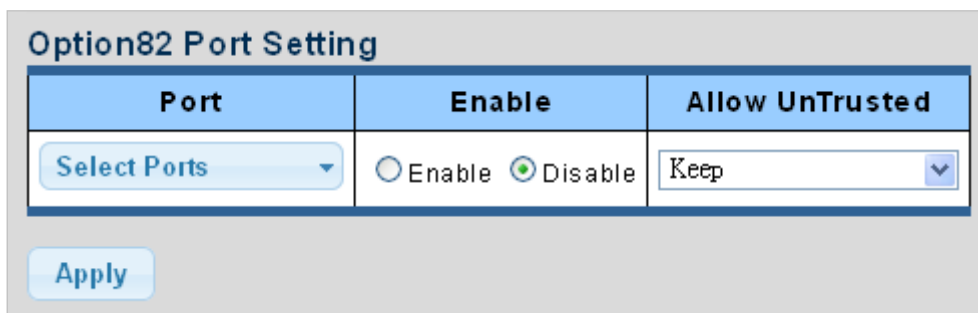 Option82 Port Setting
Port Enable Allow UnTrusted
Select Ports Enable Disable Keep
Apply